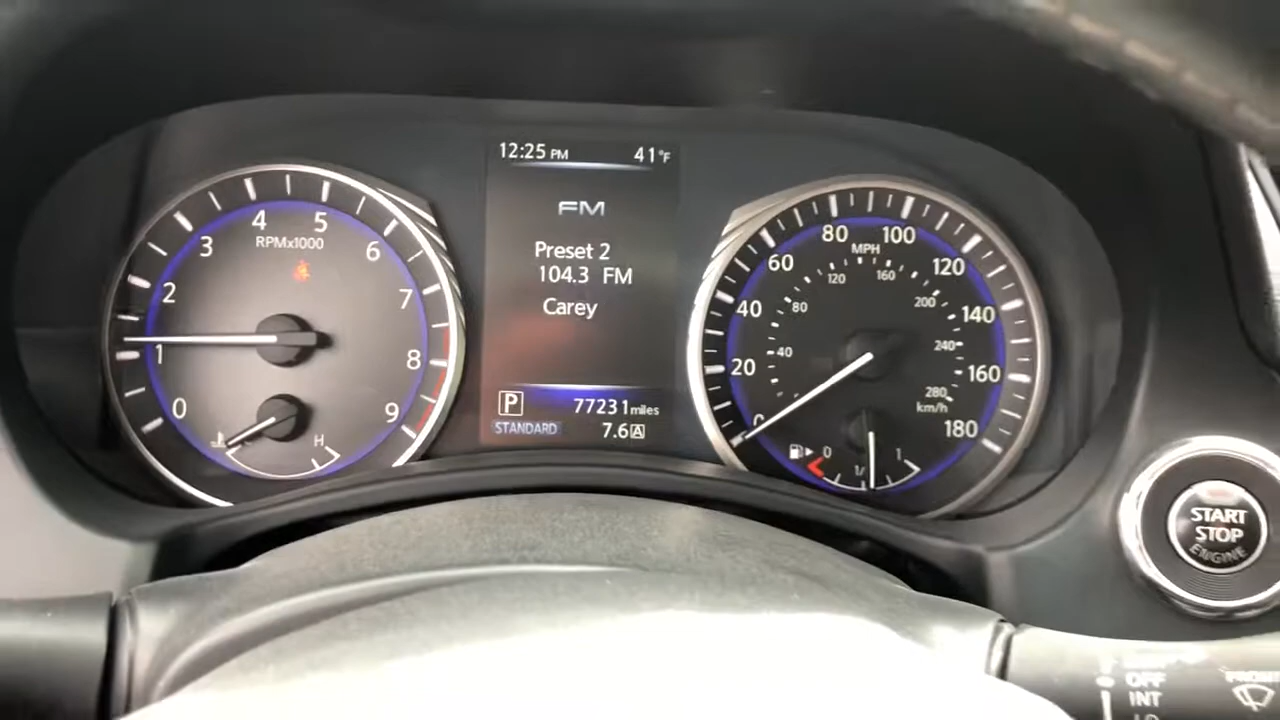 12:25 PM 41°F
FM
Preset 2
104.3 FM
Carey
P 77231 miles
STANDARD 7.6 A
0 1 2 3 4 5 6 7 8 9
RPMx1000
H
0 20 40 60 80 100 120 140 160 180
MPH
40 80 120 160 200 240 280
km/h
0 1/ 1
START
STOP
ENGINE
OFF
INT
FRONT